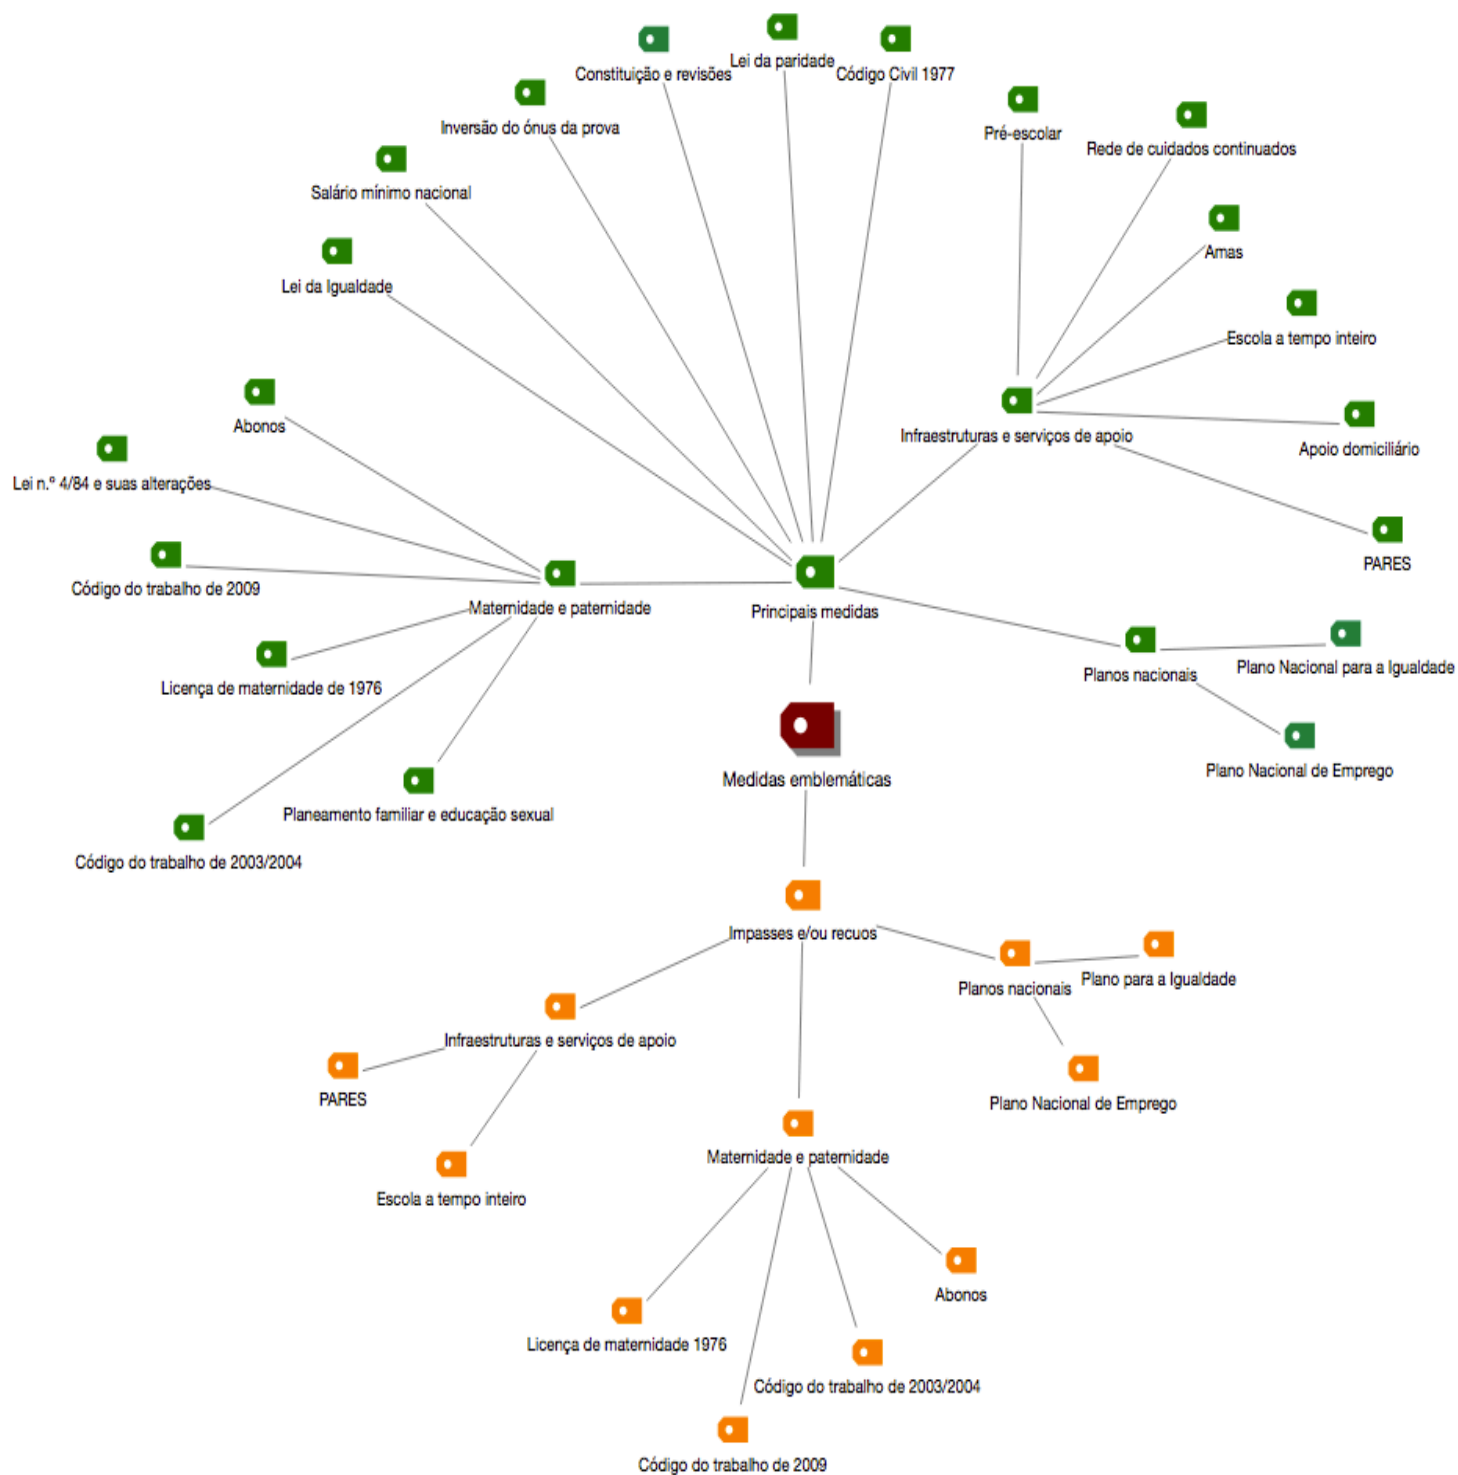 Lei da paridade
Constituição e revisões
Código Civil 1977
Inversão do ónus da prova
Pré-escolar
Rede de cuidados continuados
Salário mínimo nacional
Amas
Lei da Igualdade
Escola a tempo inteiro
Abonos
Infraestruturas e serviços de apoio
Apoio domiciliário
Lei n.º 4/84 e suas alterações
PARES
Código do trabalho de 2009
Maternidade e paternidade
Principais medidas
Planos nacionais
Plano Nacional para a Igualdade
Licença de maternidade de 1976
Plano Nacional de Emprego
Medidas emblemáticas
Planeamento familiar e educação sexual
Código do trabalho de 2003/2004
Impasses e/ou recuos
Plano para a Igualdade
Planos nacionais
Infraestruturas e serviços de apoio
PARES
Plano Nacional de Emprego
Maternidade e paternidade
Escola a tempo inteiro
Abonos
Licença de maternidade 1976
Código do trabalho de 2003/2004
Código do trabalho de 2009